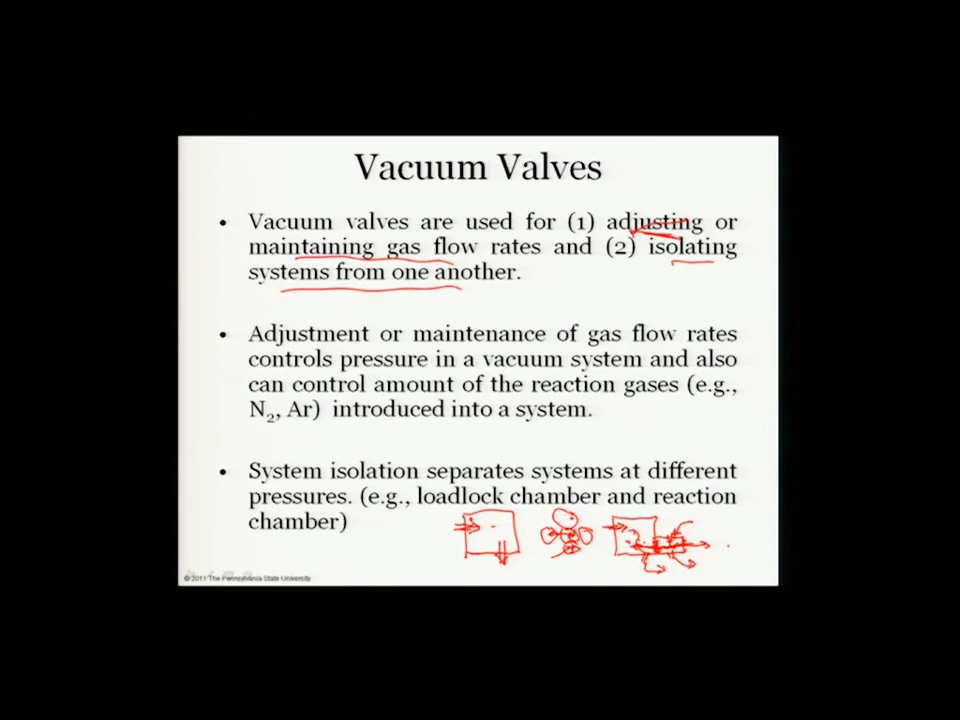 Vacuum Valves
• Vacuum valves are used for (1) adjusting or
maintaining gas flow rates and (2) isolating
systems from one another.
• Adjustment or maintenance of gas flow rates
controls pressure in a vacuum system and also
can control amount of the reaction gases (e.g.,
N₂, Ar) introduced into a system.
• System isolation separates systems at different
pressures. (e.g., loadlock chamber and reaction
chamber)
© 2011 The Pennsylvania State University